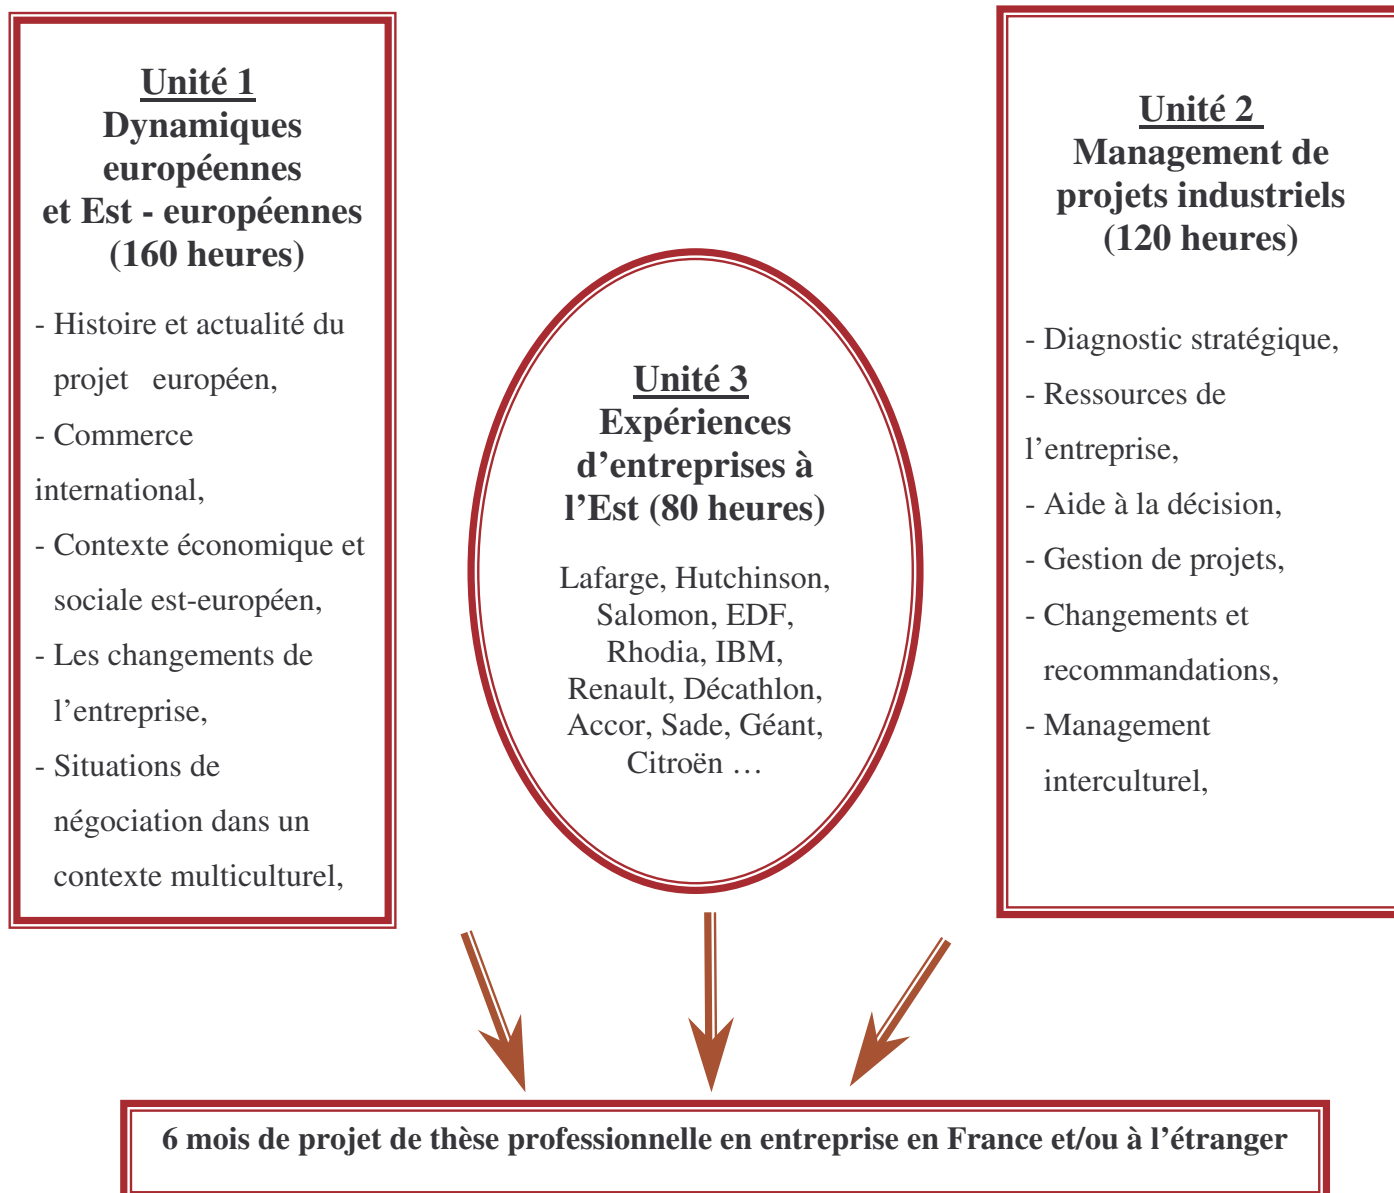 Unité 1
Dynamiques
européennes
et Est - européennes
(160 heures)
- Histoire et actualité du
projet européen,
- Commerce
international,
- Contexte économique et
sociale est-européen,
- Les changements de
l’entreprise,
- Situations de
négociation dans un
contexte multiculturel,
Unité 3
Expériences
d’entreprises à
l’Est (80 heures)
Lafarge, Hutchinson,
Salomon, EDF,
Rhodia, IBM,
Renault, Décathlon,
Accor, Sade, Géant,
Citroën …
Unité 2
Management de
projets industriels
(120 heures)
- Diagnostic stratégique,
- Ressources de
l’entreprise,
- Aide à la décision,
- Gestion de projets,
- Changements et
recommandations,
- Management
interculturel,
6 mois de projet de thèse professionnelle en entreprise en France et/ou à l’étranger